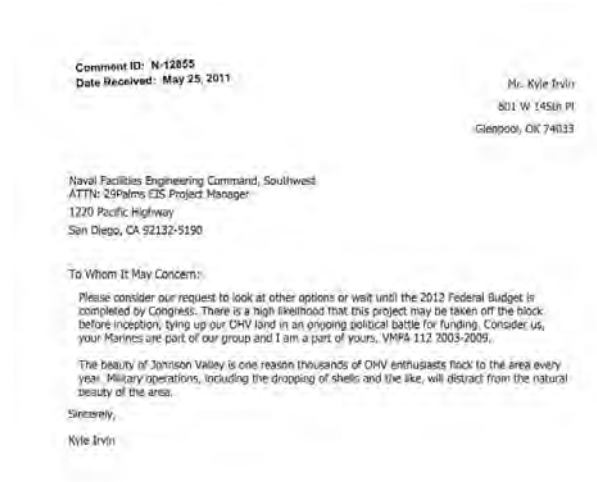 Comment ID: N-12855
Date Received: May 25, 2011
Mr. Kyle Irvin
801 W 145th Pl
Glenpool, OK 74033
Naval Facilities Engineering Command, Southwest
ATTN: 29Palms EIS Project Manager
1220 Pacific Highway
San Diego, CA 92132-5190
To Whom It May Concern:
Please consider our request to look at other options or wait until the 2012 Federal Budget is
completed by Congress. There is a high likelihood that this project may be taken off the block
before inception, tying up our OHV land in an ongoing political battle for funding. Consider us,
your Marines are part of our group and I am a part of yours. VMFA 112 2003-2009.
The beauty of Johnson Valley is one reason thousands of OHV enthusiasts flock to the area every
year. Military operations, including the dropping of shells and the like, will distract from the natural
beauty of the area.
Sincerely,
Kyle Irvin